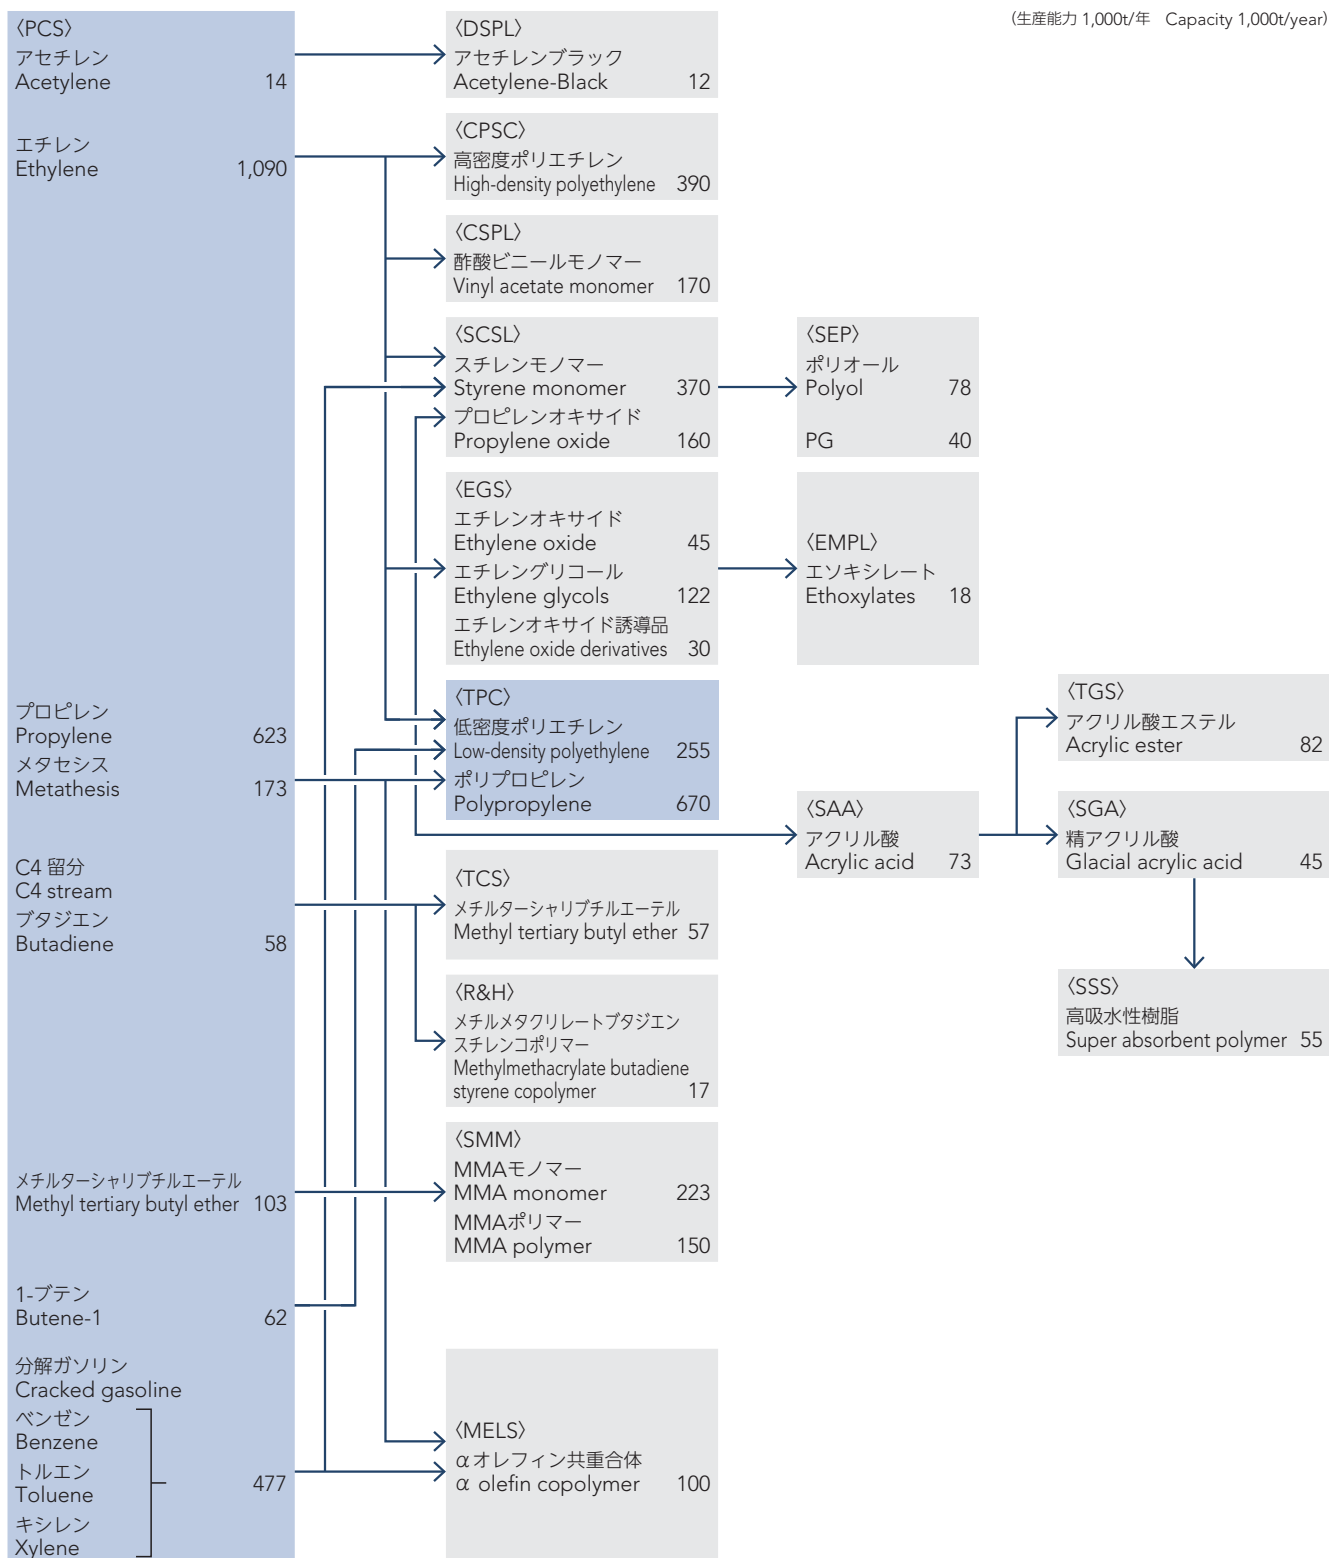 (生産能力 1,000t/年 Capacity 1,000t/year)
〈PCS〉
アセチレン
Acetylene 14
エチレン
Ethylene 1,090
プロピレン
Propylene 623
メタセシス
Metathesis 173
C4 留分
C4 stream
ブタジエン
Butadiene 58
メチルターシャリブチルエーテル
Methyl tertiary butyl ether 103
1-ブテン
Butene-1 62
分解ガソリン
Cracked gasoline
ベンゼン
Benzene
トルエン
Toluene 477
キシレン
Xylene
〈DSPL〉
アセチレンブラック
Acetylene-Black 12
〈CPSC〉
高密度ポリエチレン
High-density polyethylene 390
〈CSPL〉
酢酸ビニールモノマー
Vinyl acetate monomer 170
〈SCSL〉
スチレンモノマー
Styrene monomer 370
プロピレンオキサイド
Propylene oxide 160
〈EGS〉
エチレンオキサイド
Ethylene oxide 45
エチレングリコール
Ethylene glycols 122
エチレンオキサイド誘導品
Ethylene oxide derivatives 30
〈TPC〉
低密度ポリエチレン
Low-density polyethylene 255
ポリプロピレン
Polypropylene 670
〈TCS〉
メチルターシャリブチルエーテル
Methyl tertiary butyl ether 57
〈R&H〉
メチルメタクリレートブタジエン
スチレンコポリマー
Methylmethacrylate butadiene
styrene copolymer 17
〈SMM〉
MMAモノマー
MMA monomer 223
MMAポリマー
MMA polymer 150
〈MELS〉
αオレフィン共重合体
α olefin copolymer 100
〈SEP〉
ポリオール
Polyol 78
PG 40
〈EMPL〉
エソキシレート
Ethoxylates 18
〈SAA〉
アクリル酸
Acrylic acid 73
〈TGS〉
アクリル酸エステル
Acrylic ester 82
〈SGA〉
精アクリル酸
Glacial acrylic acid 45
〈SSS〉
高吸水性樹脂
Super absorbent polymer 55